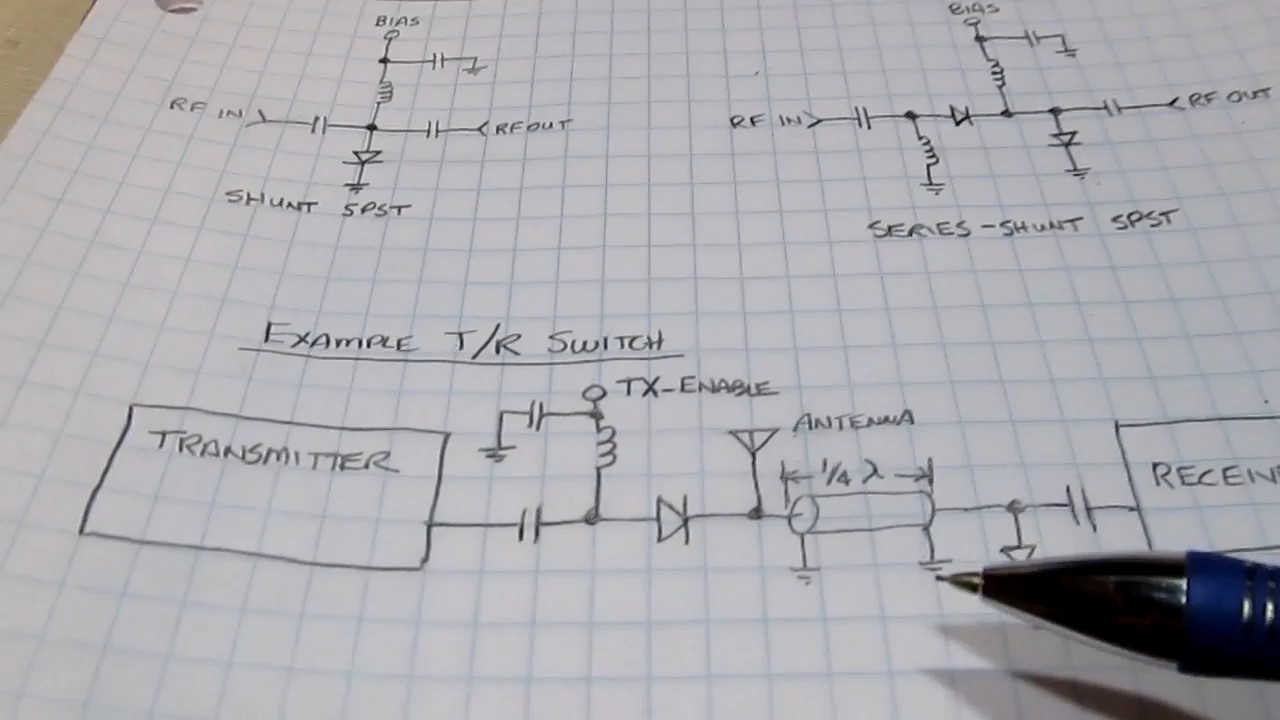 BIAS
RF IN
RF OUT
SHUNT SPST
BIAS
RF IN
RF OUT
SERIES-SHUNT SPST
EXAMPLE T/R SWITCH
TX-ENABLE
TRANSMITTER
ANTENNA
1/4 λ